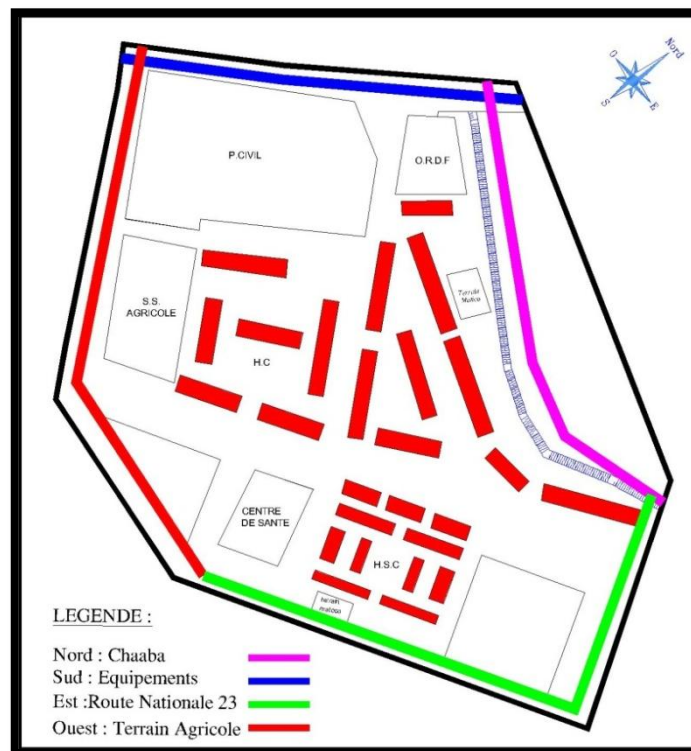 Nord
O
S
E
P.CIVIL
O.R.D.F
S.S.
AGRICOLE
H.C
CENTRE
DE SANTE
H.S.C
LEGENDE :
Nord : Chaaba
Sud : Equipements
Est :Route Nationale 23
Ouest : Terrain Agricole